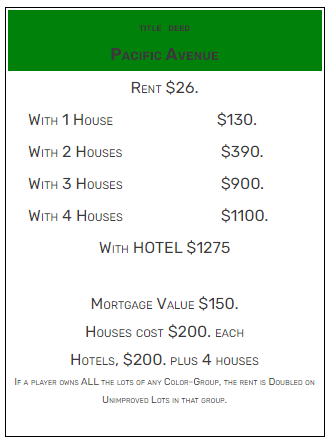 TITLE DEED
PACIFIC AVENUE
RENT $26.
WITH 1 HOUSE $130.
WITH 2 HOUSES $390.
WITH 3 HOUSES $900.
WITH 4 HOUSES $1100.
WITH HOTEL $1275
MORTGAGE VALUE $150.
HOUSES COST $200. EACH
HOTELS, $200. PLUS 4 HOUSES
IF A PLAYER OWNS ALL THE LOTS OF ANY COLOR-GROUP, THE RENT IS DOUBLED ON
UNIMPROVED LOTS IN THAT GROUP.